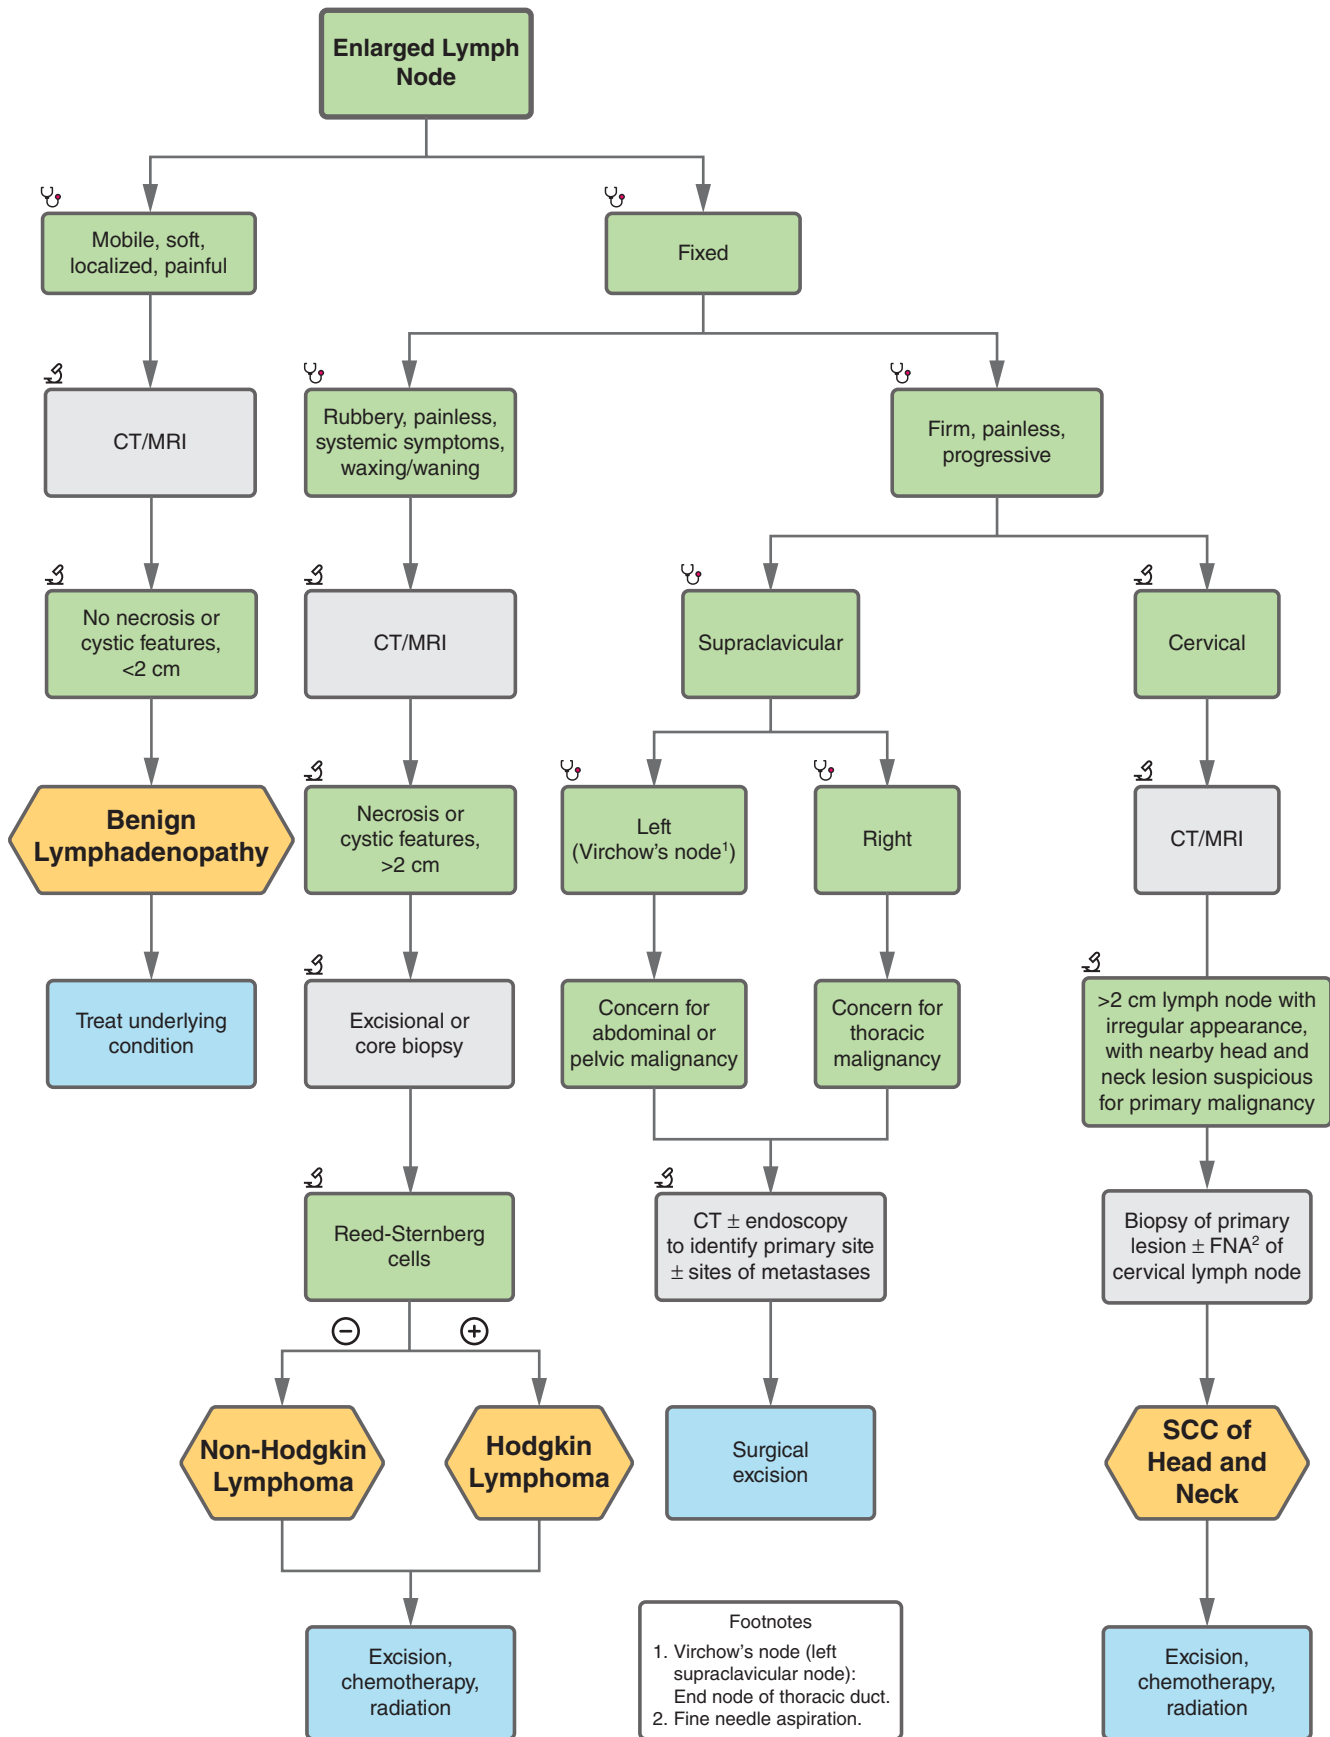 Enlarged Lymph
Node
Mobile, soft,
localized, painful
Fixed
CT/MRI
Rubbery, painless,
systemic symptoms,
waxing/waning
Firm, painless,
progressive
No necrosis or
cystic features,
<2 cm
CT/MRI
Supraclavicular
Cervical
Benign
Lymphadenopathy
Necrosis or
cystic features,
>2 cm
Left
(Virchow's node¹)
Right
CT/MRI
Treat underlying
condition
Excisional or
core biopsy
Concern for
abdominal or
pelvic malignancy
Concern for
thoracic
malignancy
>2 cm lymph node with
irregular appearance,
with nearby head and
neck lesion suspicious
for primary malignancy
Reed-Sternberg
cells
CT ± endoscopy
to identify primary site
± sites of metastases
Biopsy of primary
lesion ± FNA² of
cervical lymph node
− +
Non-Hodgkin
Lymphoma
Hodgkin
Lymphoma
Surgical
excision
SCC of
Head and
Neck
Excision,
chemotherapy,
radiation
Footnotes
1. Virchow's node (left
supraclavicular node):
End node of thoracic duct.
2. Fine needle aspiration.
Excision,
chemotherapy,
radiation